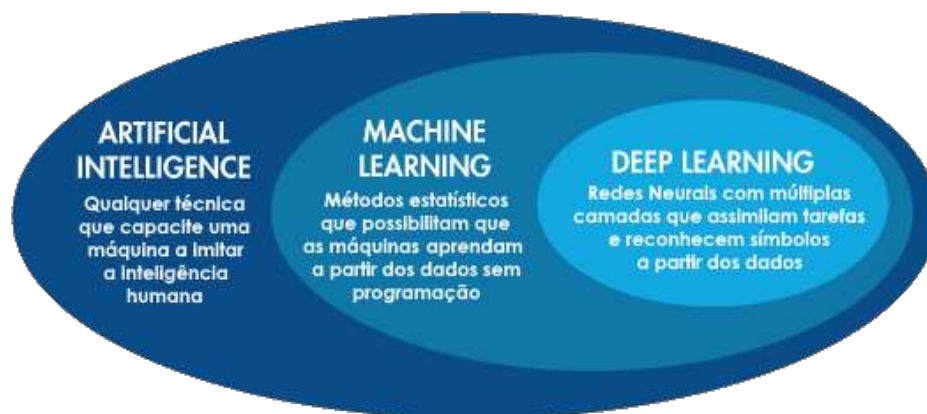 ARTIFICIAL
INTELLIGENCE
Qualquer técnica
que capacite uma
máquina a imitar
a inteligência
humana
MACHINE
LEARNING
Métodos estatísticos
que possibilitam que
as máquinas aprendam
a partir dos dados sem
programação
DEEP LEARNING
Redes Neurais com múltiplas
camadas que assimilam tarefas
e reconhecem símbolos
a partir dos dados